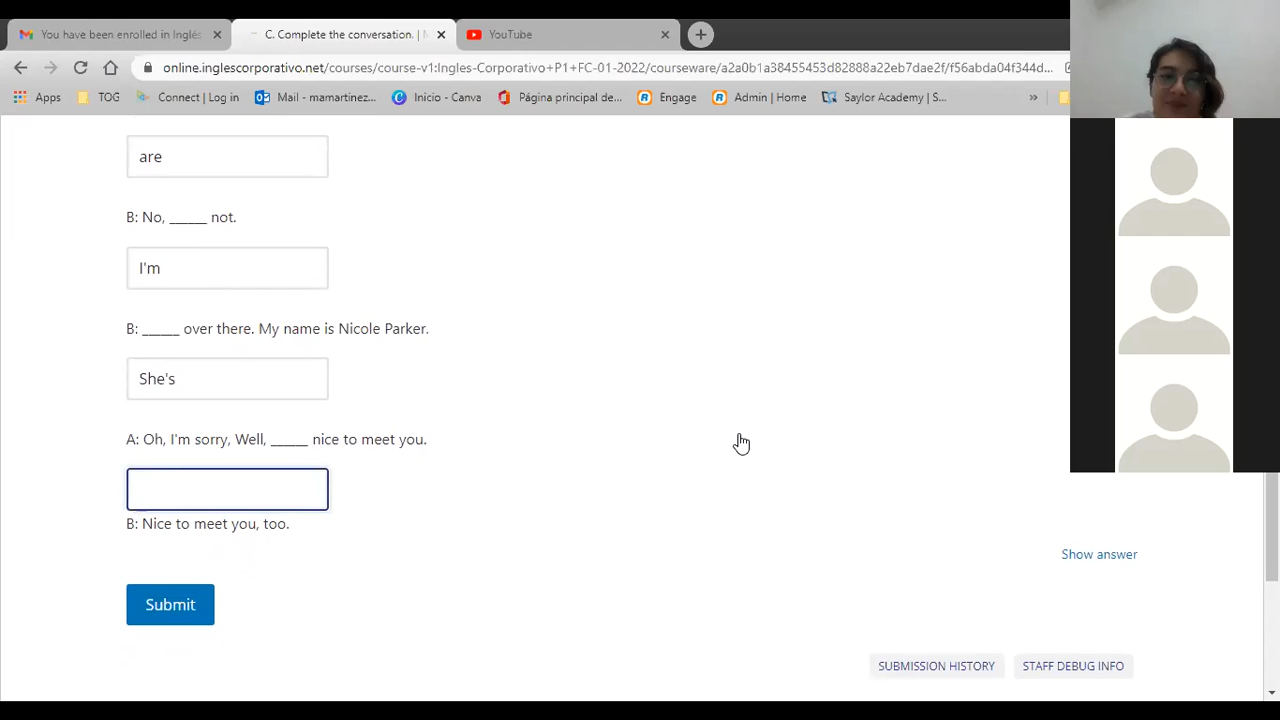 You have been enrolled in Inglés
C. Complete the conversation. | M
YouTube
online.inglescorporativo.net/courses/course-v1:Ingles-Corporativo+P1+FC-01-2022/courseware/a2a0b1a38455453d82888a22eb7dae2f/f56abda04f344d...
Apps
TOG
Connect | Log in
Mail - mamartinez...
Inicio - Canva
Página principal de...
Engage
Admin | Home
Saylor Academy | S...
»
are
B: No, ______ not.
I'm
B: ______ over there. My name is Nicole Parker.
She's
A: Oh, I'm sorry, Well, ______ nice to meet you.
B: Nice to meet you, too.
Show answer
Submit
SUBMISSION HISTORY
STAFF DEBUG INFO